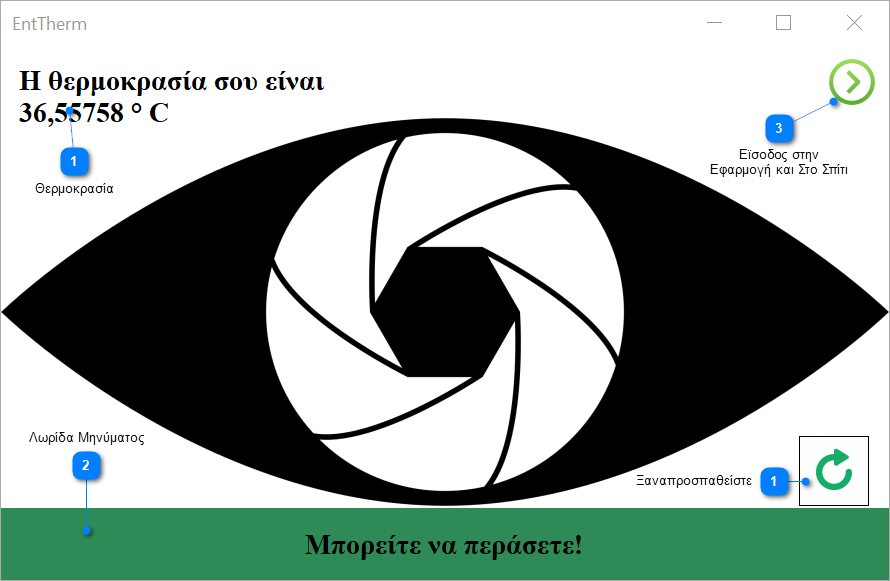 EntTherm
Η θερμοκρασία σου είναι
36,55758 ° C
1
Θερμοκρασία
3
Είσοδος στην
Εφαρμογή και Στο Σπίτι
Λωρίδα Μηνύματος
2
Ξαναπροσπαθείστε
1
Μπορείτε να περάσετε!